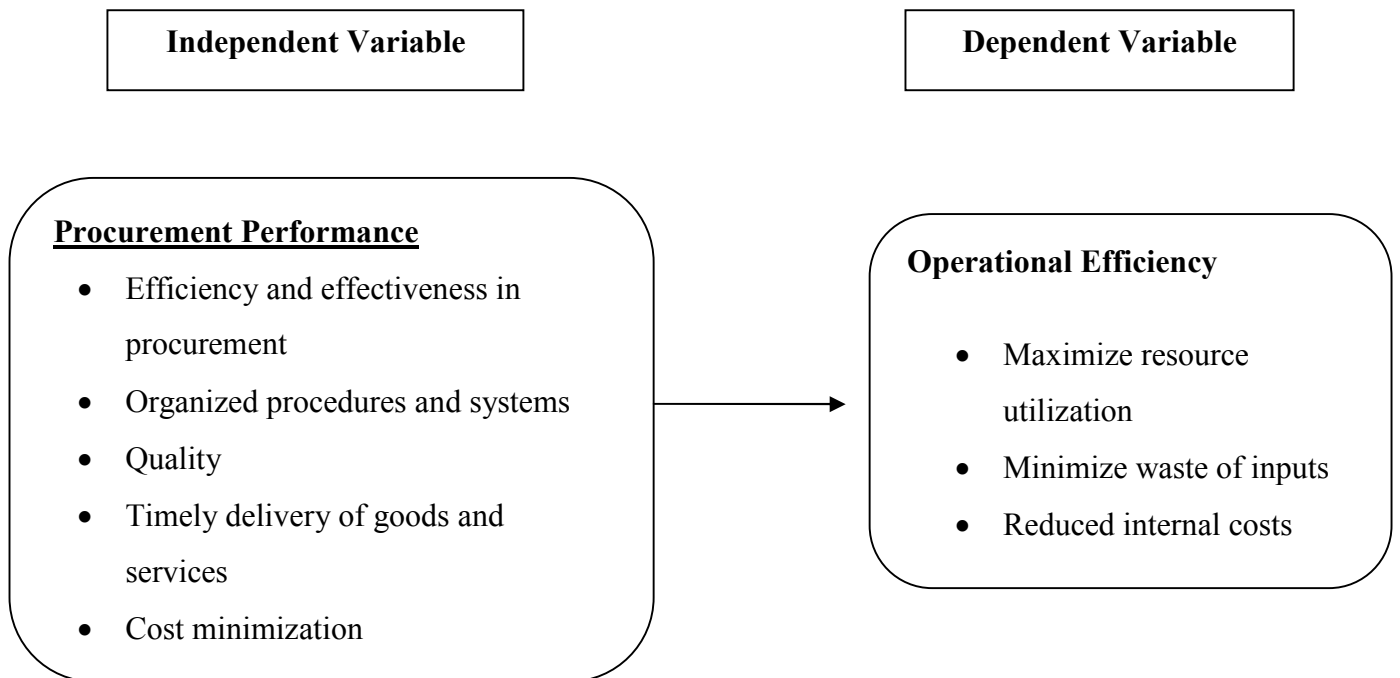 Independent Variable
Dependent Variable
Procurement Performance
• Efficiency and effectiveness in
procurement
• Organized procedures and systems
• Quality
• Timely delivery of goods and
services
• Cost minimization
Operational Efficiency
• Maximize resource
utilization
• Minimize waste of inputs
• Reduced internal costs